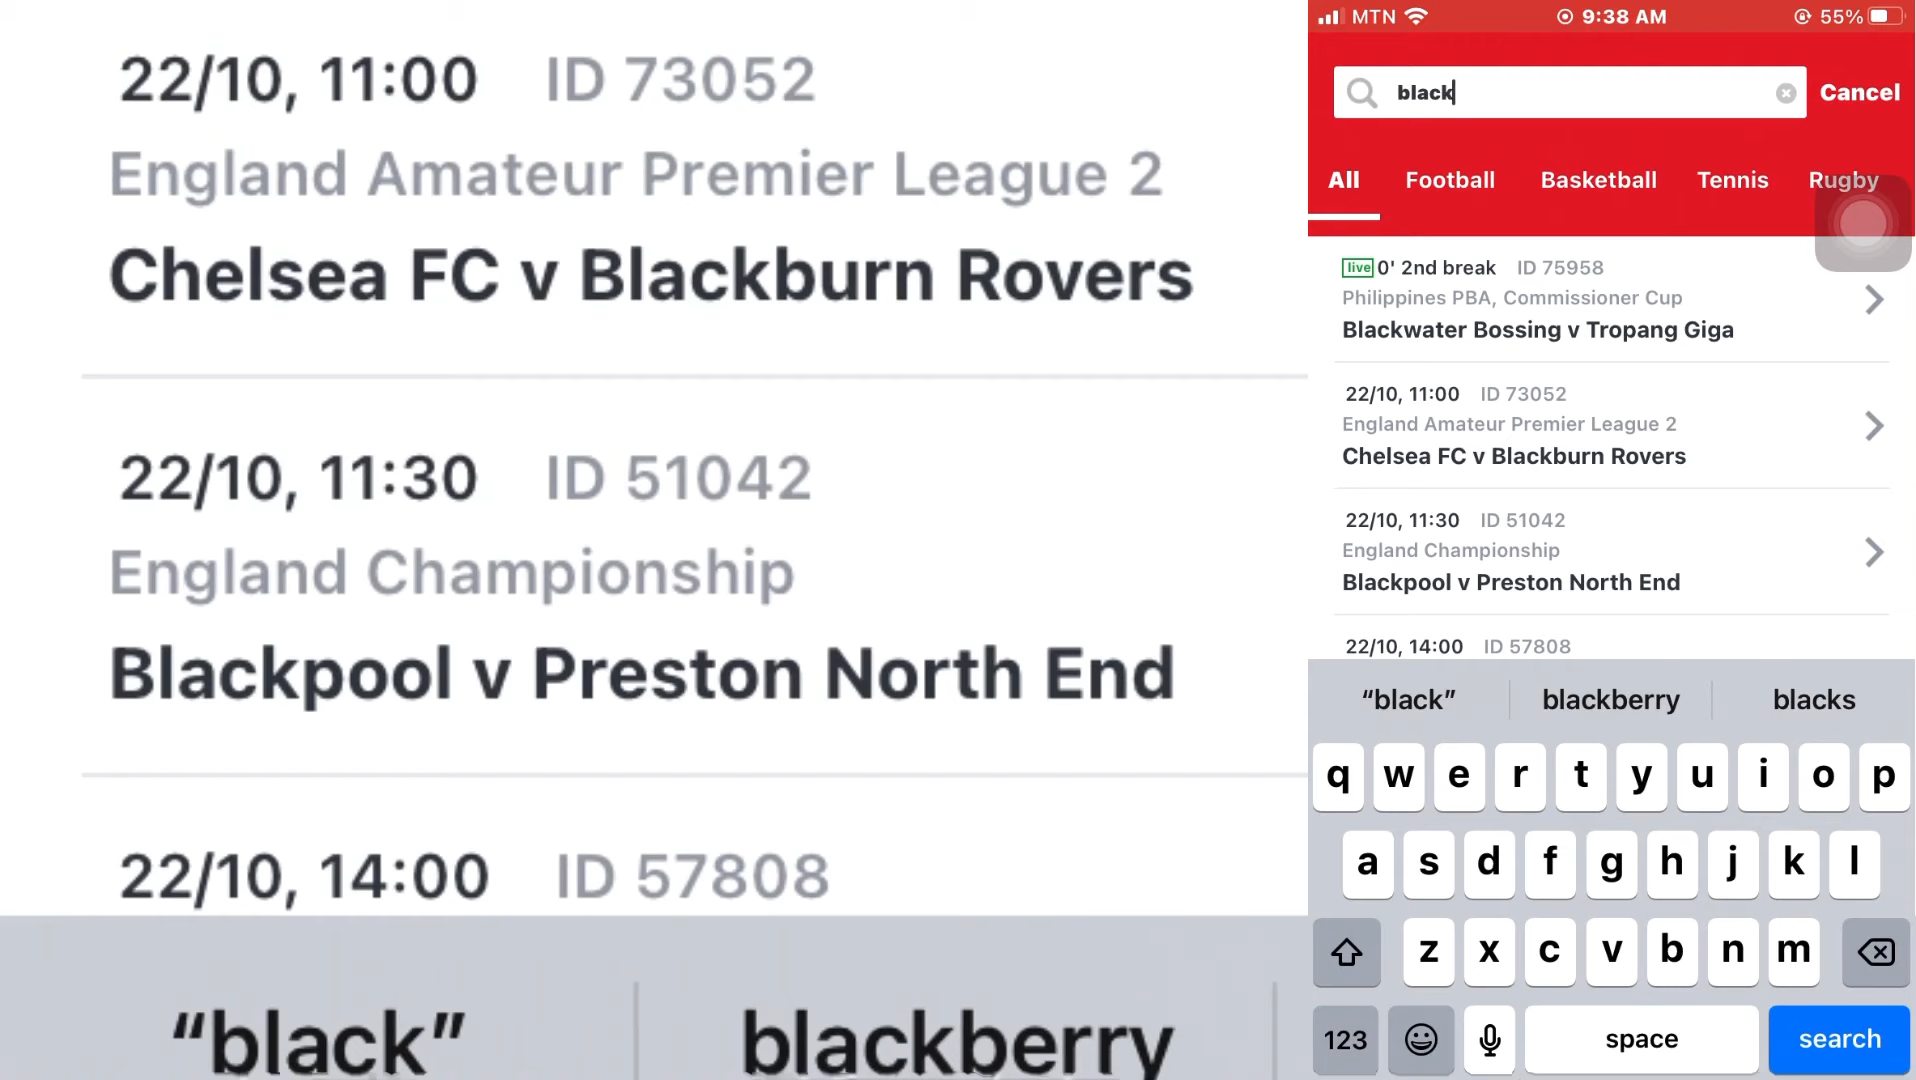 22/10, 11:00 ID 73052
England Amateur Premier League 2
Chelsea FC v Blackburn Rovers
22/10, 11:30 ID 51042
England Championship
Blackpool v Preston North End
22/10, 14:00 ID 57808
“black” blackberry
MTN 9:38 AM 55%
black Cancel
All Football Basketball Tennis Rugby
live 0' 2nd break ID 75958
Philippines PBA, Commissioner Cup
Blackwater Bossing v Tropang Giga
22/10, 11:00 ID 73052
England Amateur Premier League 2
Chelsea FC v Blackburn Rovers
22/10, 11:30 ID 51042
England Championship
Blackpool v Preston North End
22/10, 14:00 ID 57808
“black” blackberry blacks
q w e r t y u i o p
a s d f g h j k l
z x c v b n m
123 space search